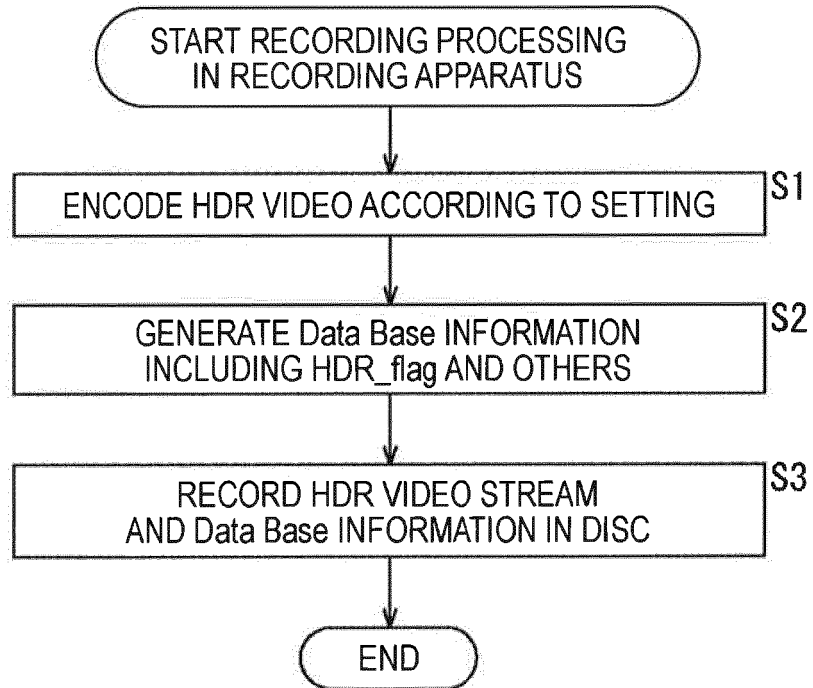 START RECORDING PROCESSING
IN RECORDING APPARATUS
S1
ENCODE HDR VIDEO ACCORDING TO SETTING
S2
GENERATE Data Base INFORMATION
INCLUDING HDR_flag AND OTHERS
S3
RECORD HDR VIDEO STREAM
AND Data Base INFORMATION IN DISC
END